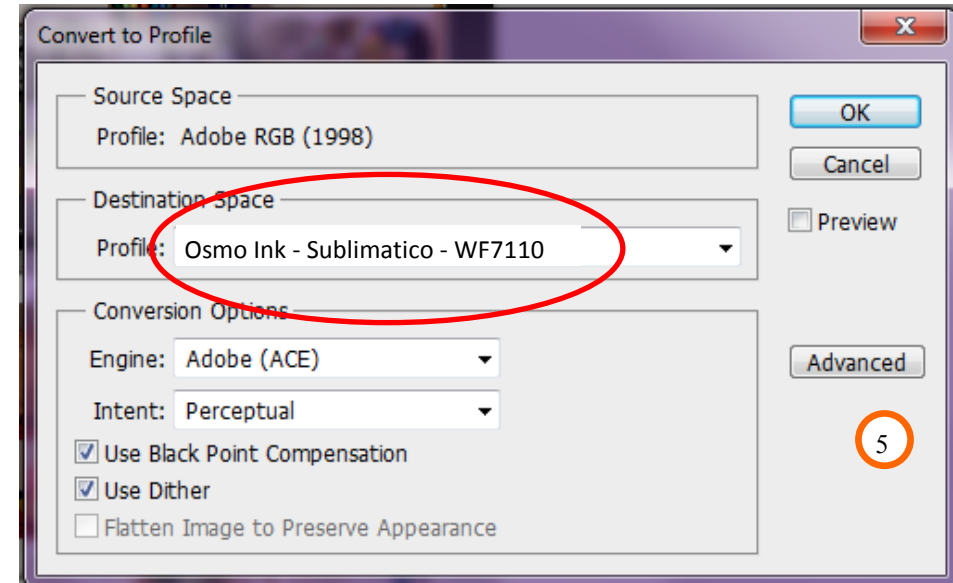 Convert to Profile
Source Space
Profile: Adobe RGB (1998)
OK
Cancel
Destination Space
Preview
Profile: Osmo Ink - Sublimatico - WF7110
Conversion Options
Engine: Adobe (ACE)
Advanced
Intent: Perceptual
5
Use Black Point Compensation
Use Dither
Flatten Image to Preserve Appearance